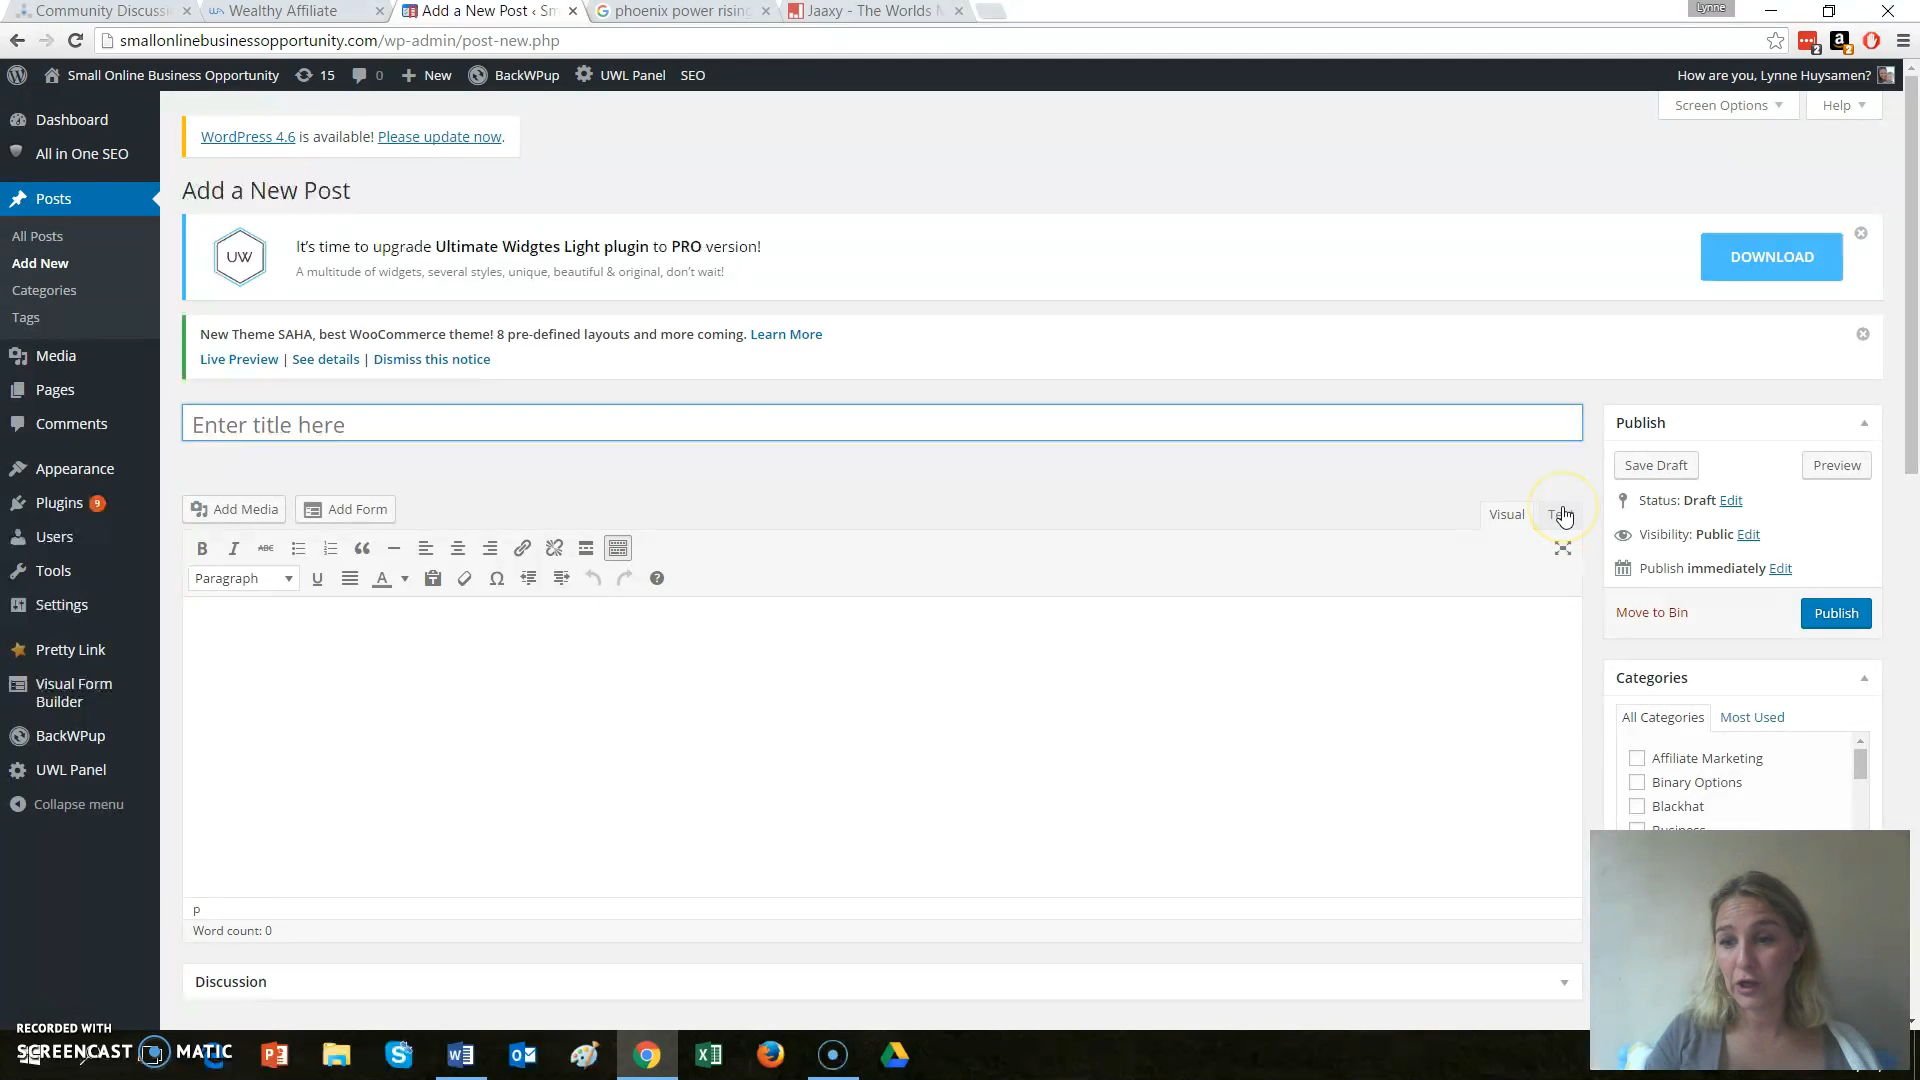 Community Discussi
Wealthy Affiliate
Add a New Post ‹ Sm
phoenix power rising
Jaaxy - The Worlds M
Lynne
smallonlinebusinessopportunity.com/wp-admin/post-new.php
2
2
Small Online Business Opportunity
15
0
New
BackWPup
UWL Panel
SEO
How are you, Lynne Huysamen?
Screen Options
Help
Dashboard
All in One SEO
Posts
All Posts
Add New
Categories
Tags
Media
Pages
Comments
Appearance
Plugins 9
Users
Tools
Settings
Pretty Link
Visual Form
Builder
BackWPup
UWL Panel
Collapse menu
WordPress 4.6 is available! Please update now.
Add a New Post
UW
It's time to upgrade Ultimate Widgtes Light plugin to PRO version!
A multitude of widgets, several styles, unique, beautiful & original, don't wait!
DOWNLOAD
New Theme SAHA, best WooCommerce theme! 8 pre-defined layouts and more coming. Learn More
Live Preview | See details | Dismiss this notice
Enter title here
Add Media
Add Form
Visual
Paragraph
p
Word count: 0
Discussion
Publish
Save Draft
Preview
Status: Draft Edit
Visibility: Public Edit
Publish immediately Edit
Move to Bin
Publish
Categories
All Categories
Most Used
Affiliate Marketing
Binary Options
Blackhat
Business
RECORDED WITH
SCREENCAST MATIC